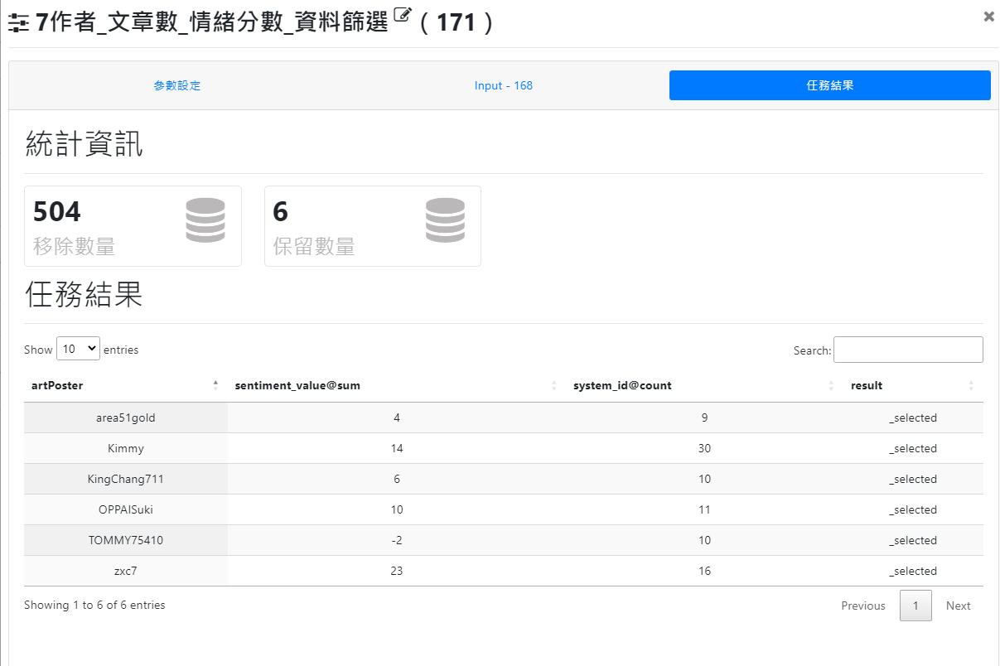 7作者_文章數_情緒分數_資料篩選 ( 171 )
參數設定
Input - 168
任務結果
統計資訊
504
移除數量
6
保留數量
任務結果
Show 10 entries
Search:
artPoster sentiment_value@sum system_id@count result
area51gold 4 9 _selected
Kimmy 14 30 _selected
KingChang711 6 10 _selected
OPPAISuki 10 11 _selected
TOMMY75410 -2 10 _selected
zxc7 23 16 _selected
Showing 1 to 6 of 6 entries
Previous 1 Next